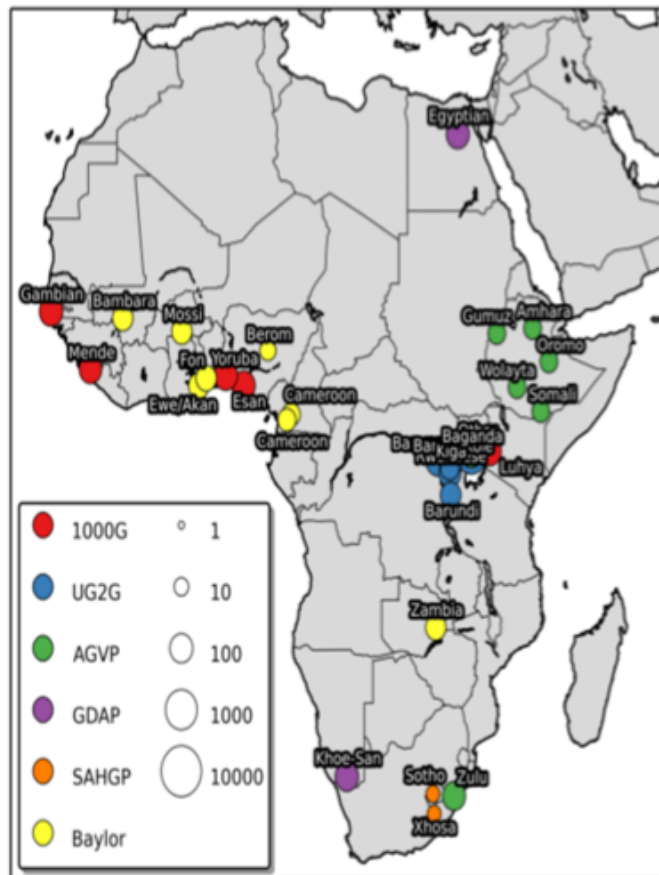 Egyptian
Gambian
Bambara
Mossi
Gumuz
Amhara
Berom
Oromo
Mende
Fon
Yoruba
Wolayta
Somali
Ewe/Akan
Esan
Cameroon
Cameroon
Baganda
Kiga
Luhya
Barundi
Zambia
Khoe-San
Sotho
Zulu
Xhosa
1000G 1
UG2G 10
AGVP 100
GDAP 1000
SAHGP 10000
Baylor